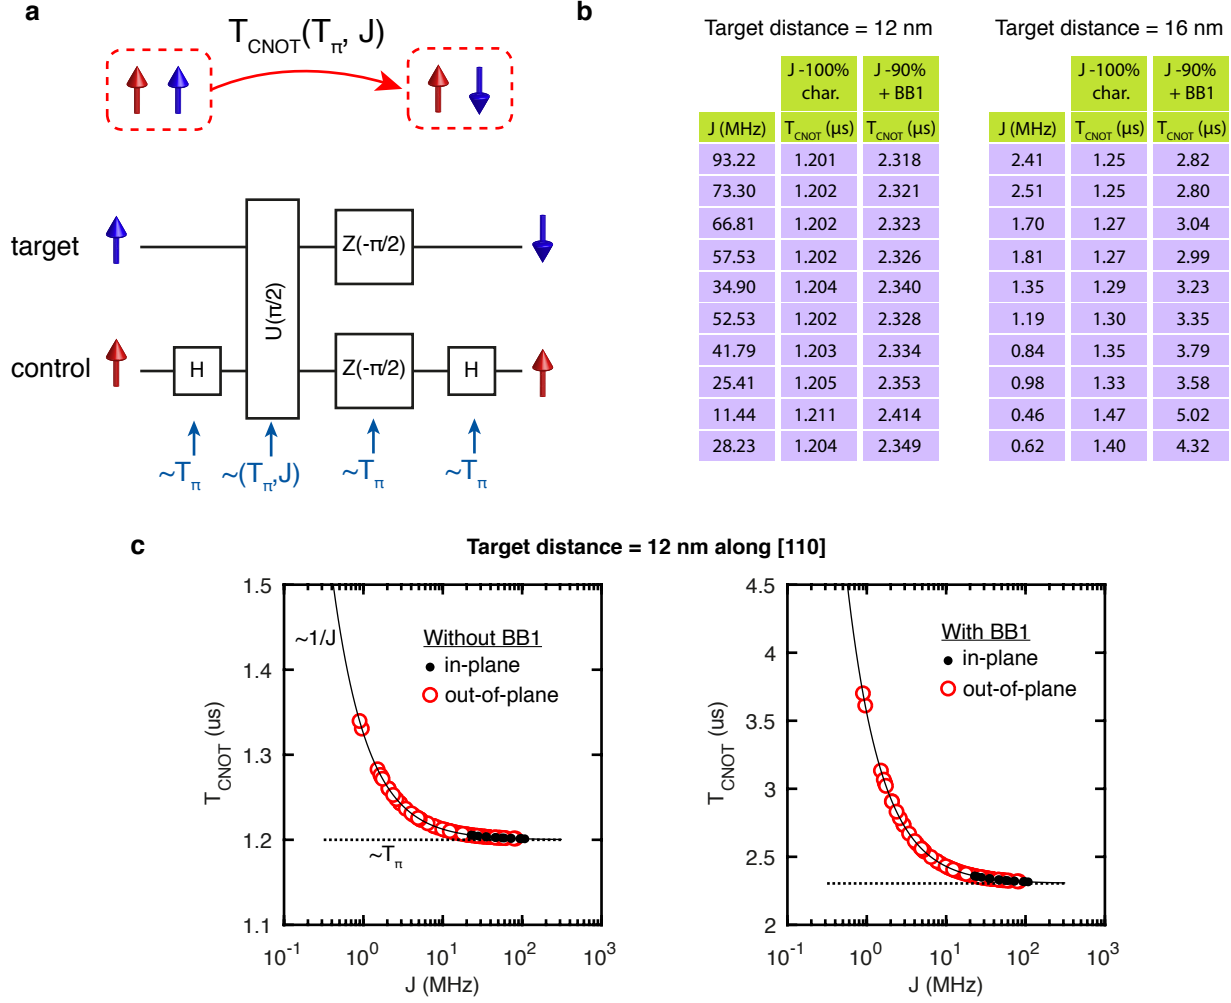 a
T_CNOT(T_π, J)
target
control
H
U(π/2)
Z(-π/2)
Z(-π/2)
H
~T_π
~(T_π,J)
~T_π
~T_π
b
Target distance = 12 nm
J -100% char. J -90% + BB1
J (MHz) T_CNOT (μs) T_CNOT (μs)
93.22 1.201 2.318
73.30 1.202 2.321
66.81 1.202 2.323
57.53 1.202 2.326
34.90 1.204 2.340
52.53 1.202 2.328
41.79 1.203 2.334
25.41 1.205 2.353
11.44 1.211 2.414
28.23 1.204 2.349
Target distance = 16 nm
J -100% char. J -90% + BB1
J (MHz) T_CNOT (μs) T_CNOT (μs)
2.41 1.25 2.82
2.51 1.25 2.80
1.70 1.27 3.04
1.81 1.27 2.99
1.35 1.29 3.23
1.19 1.30 3.35
0.84 1.35 3.79
0.98 1.33 3.58
0.46 1.47 5.02
0.62 1.40 4.32
c
Target distance = 12 nm along [110]
1.5
1.4
1.3
1.2
1.1
T_CNOT (us)
~1/J
Without BB1
in-plane
out-of-plane
~T_π
10^-1 10^0 10^1 10^2 10^3
J (MHz)
4.5
4
3.5
3
2.5
2
T_CNOT (us)
With BB1
in-plane
out-of-plane
10^-1 10^0 10^1 10^2 10^3
J (MHz)